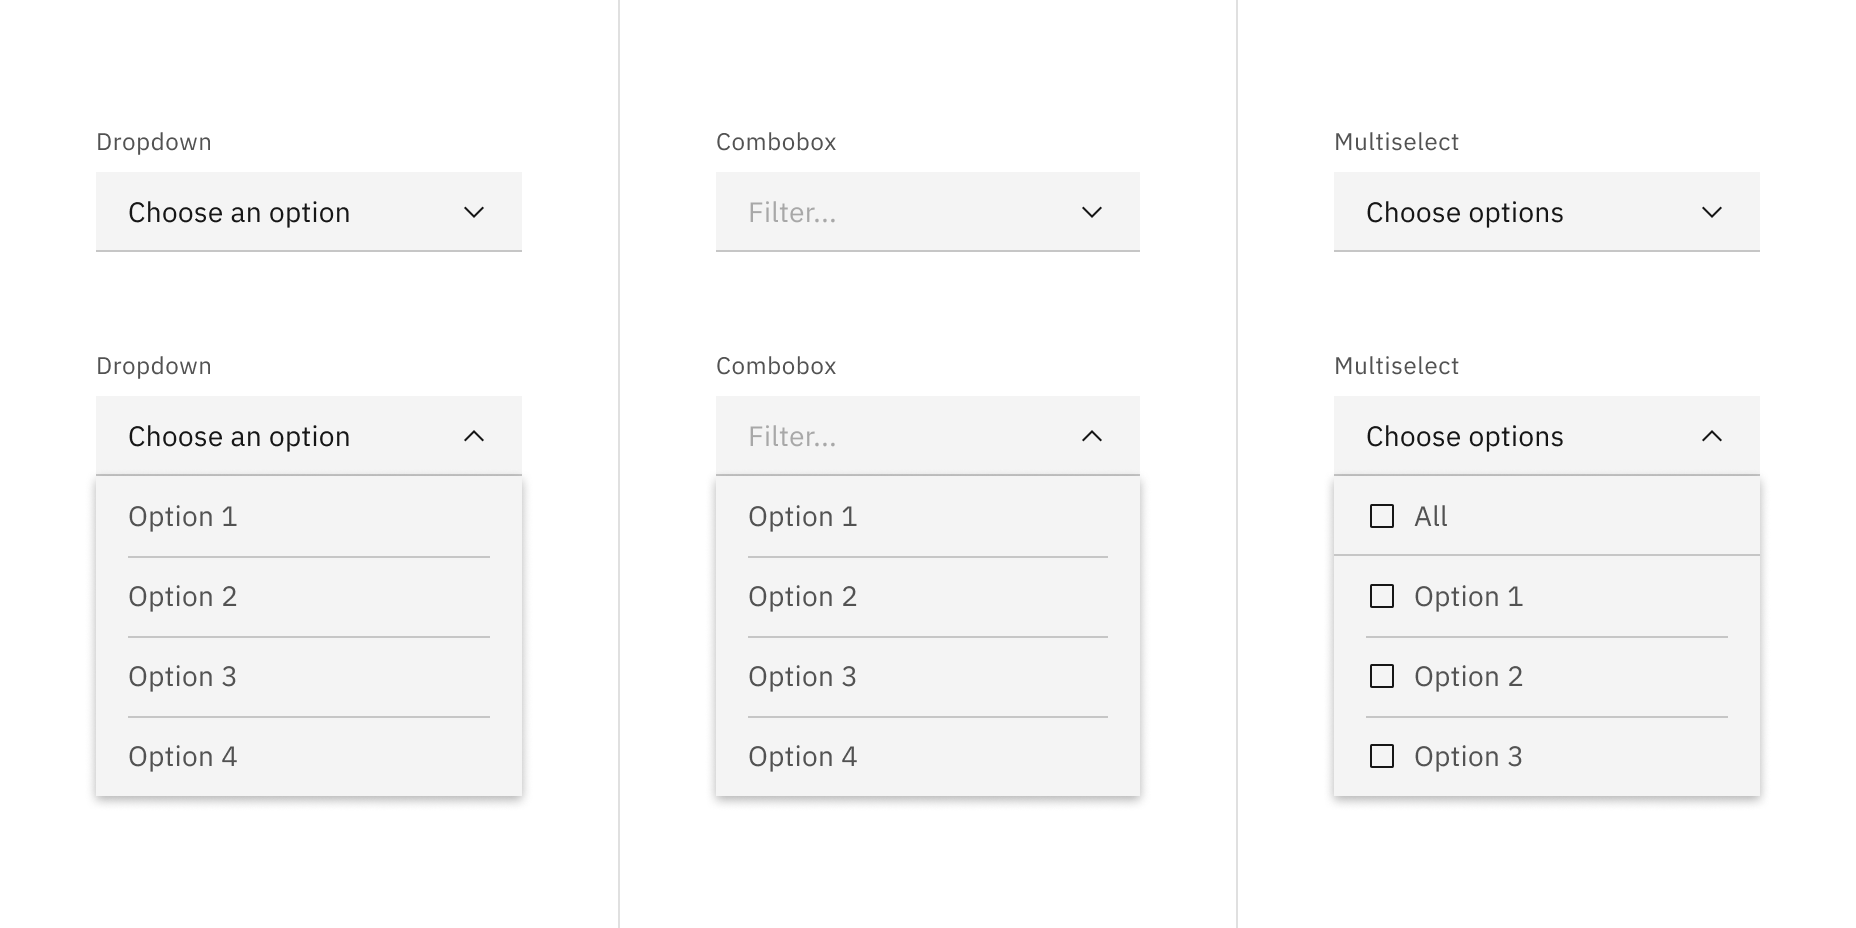 Dropdown
Choose an option
Dropdown
Choose an option
Option 1
Option 2
Option 3
Option 4
Combobox
Filter...
Combobox
Filter...
Option 1
Option 2
Option 3
Option 4
Multiselect
Choose options
Multiselect
Choose options
All
Option 1
Option 2
Option 3